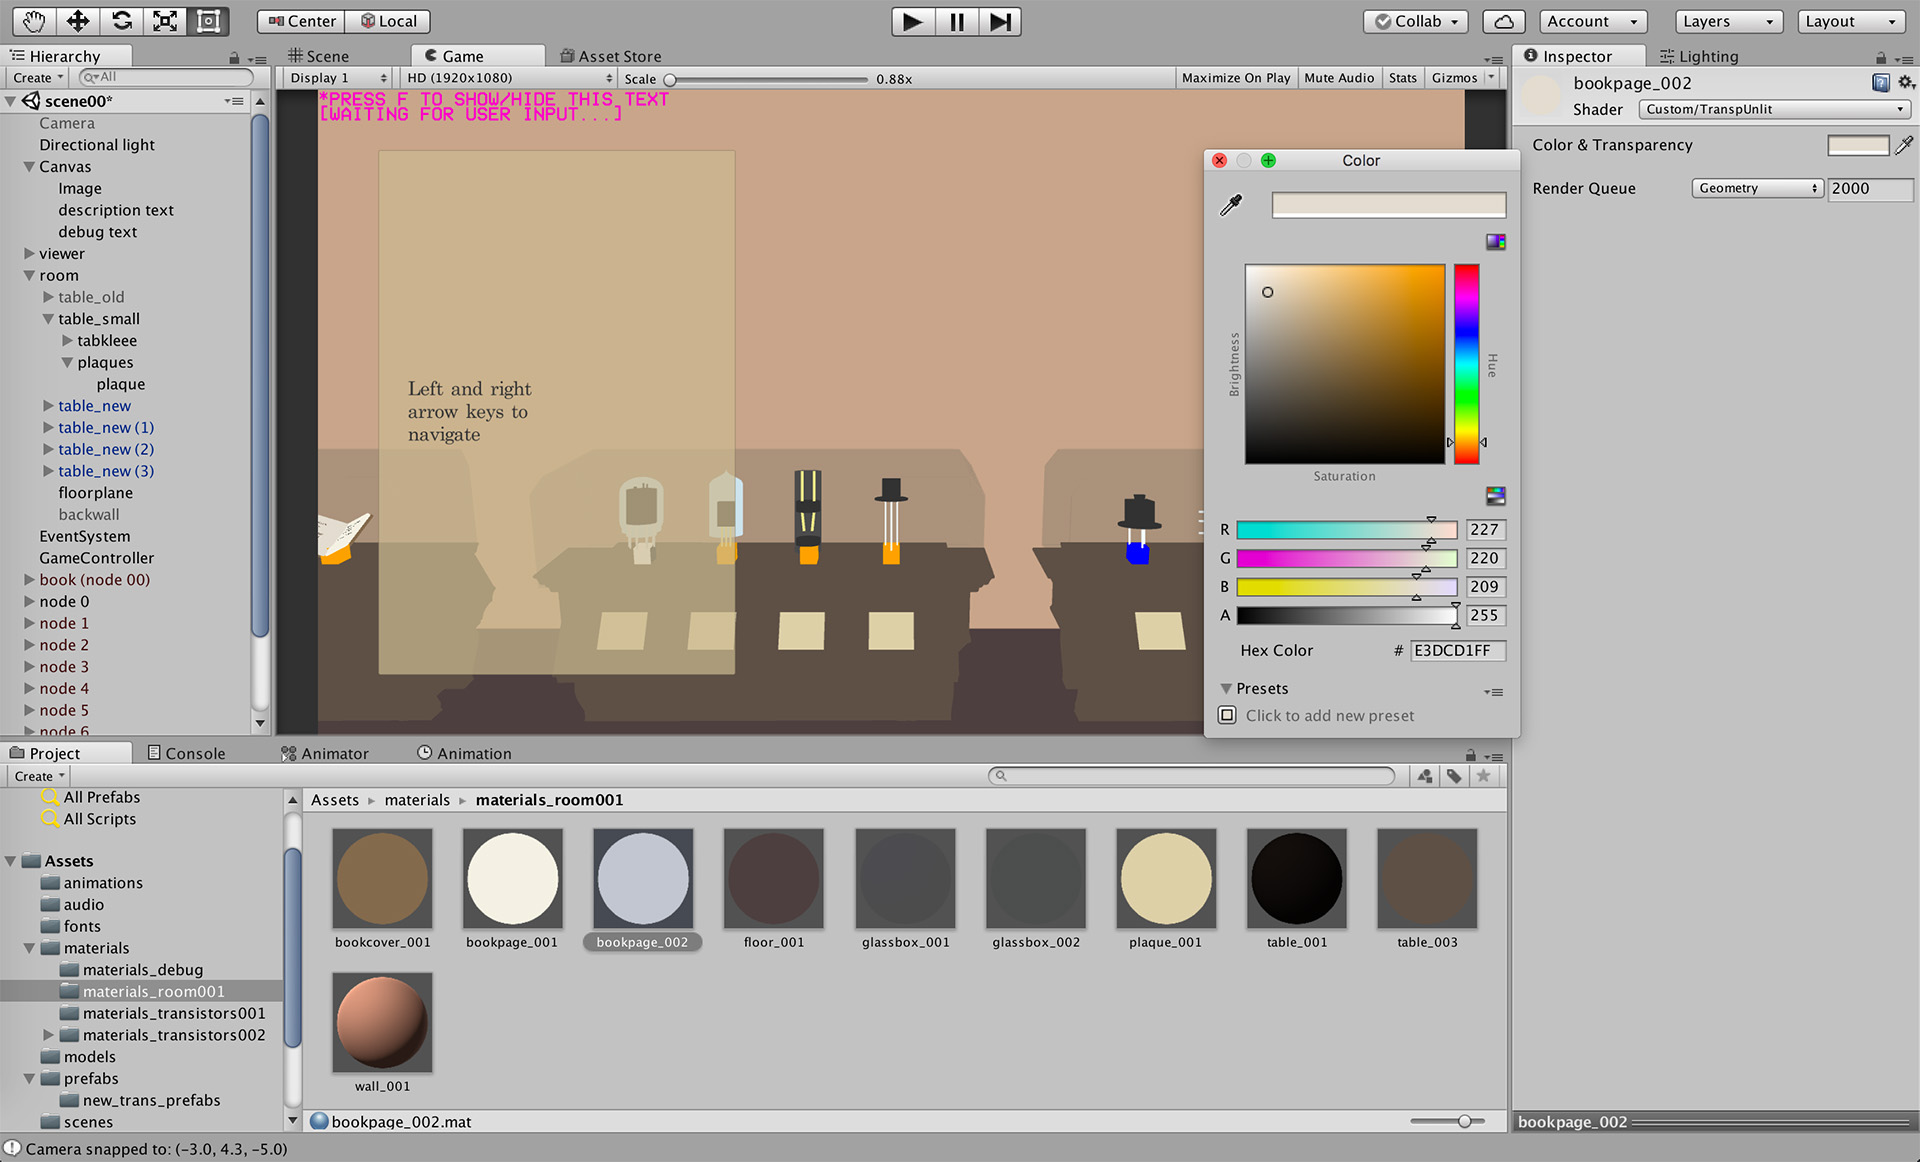 Center Local Collab Account Layers Layout
Hierarchy Scene Game Asset Store Inspector Lighting
Create All Display 1 HD (1920x1080) Scale 0.88x Maximize On Play Mute Audio Stats Gizmos
scene00*
Camera
Directional light
Canvas
Image
description text
debug text
viewer
room
table_old
table_small
tabkleee
plaques
plaque
table_new
table_new (1)
table_new (2)
table_new (3)
floorplane
backwall
EventSystem
GameController
book (node 00)
node 0
node 1
node 2
node 3
node 4
node 5
node 6
*PRESS F TO SHOW/HIDE THIS TEXT
[WAITING FOR USER INPUT...]
Left and right
arrow keys to
navigate
Color
Brightness
Hue
Saturation
R 227
G 220
B 209
A 255
Hex Color # E3DCD1FF
Presets
Click to add new preset
bookpage_002
Shader Custom/TranspUnlit
Color & Transparency
Render Queue Geometry 2000
Project Console Animator Animation
Create
All Prefabs
All Scripts
Assets
animations
audio
fonts
materials
materials_debug
materials_room001
materials_transistors001
materials_transistors002
models
prefabs
new_trans_prefabs
scenes
Assets materials materials_room001
bookcover_001 bookpage_001 bookpage_002 floor_001 glassbox_001 glassbox_002 plaque_001 table_001 table_003
wall_001
bookpage_002.mat
bookpage_002
Camera snapped to: (-3.0, 4.3, -5.0)